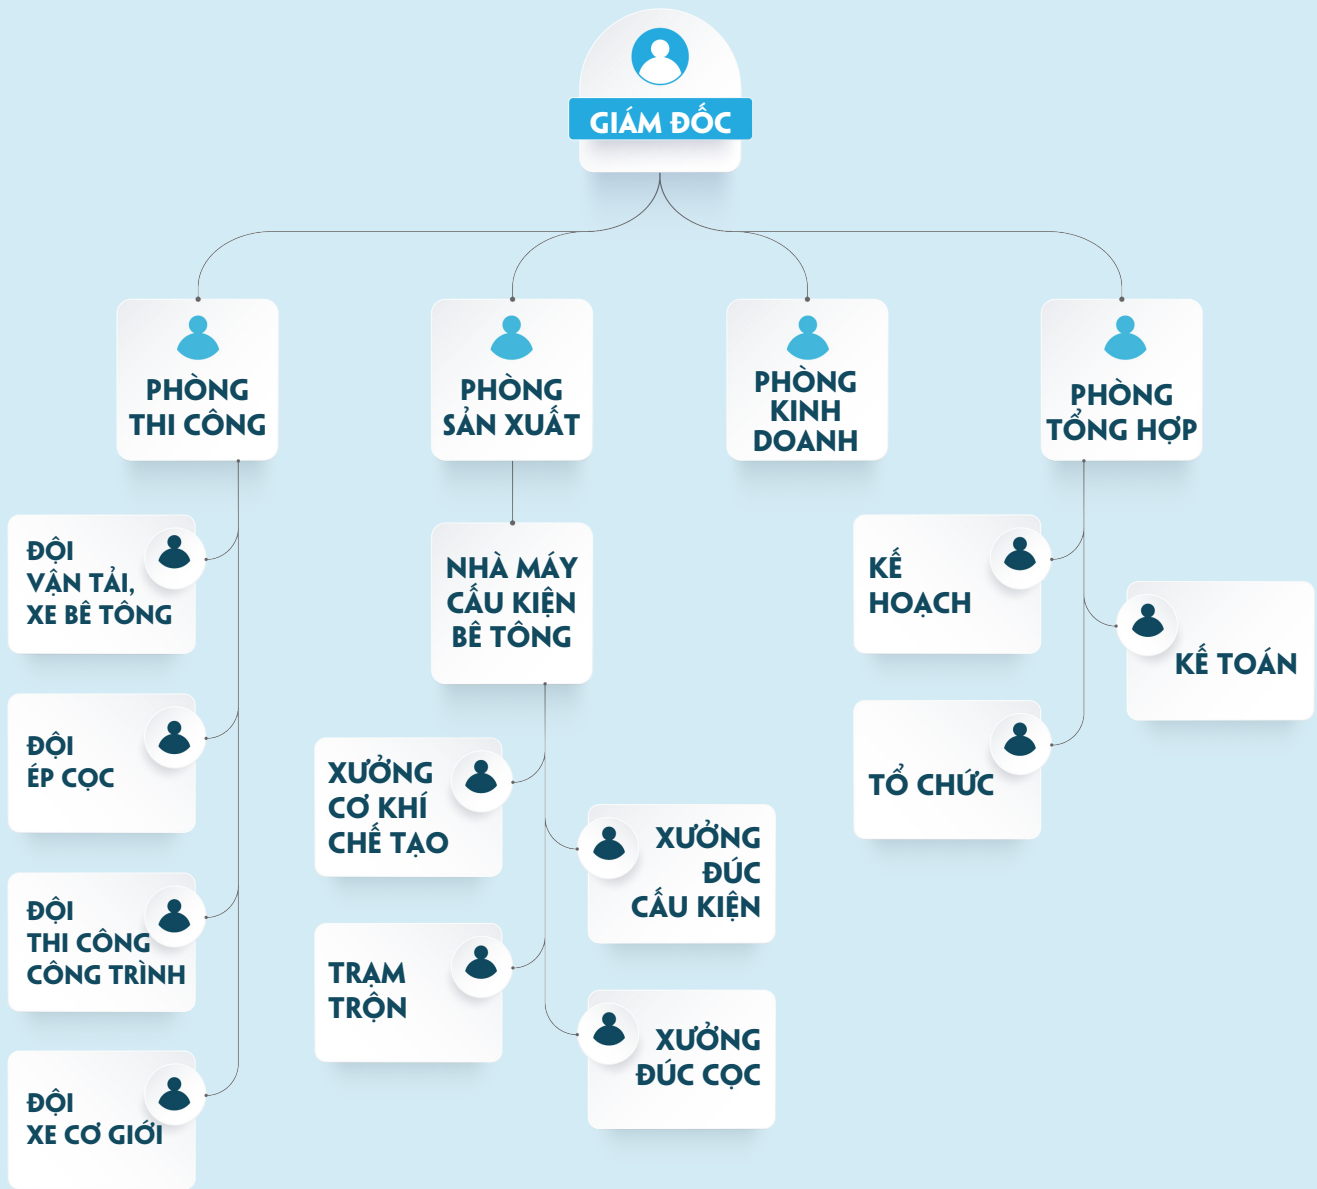 GIÁM ĐỐC
PHÒNG
THI CÔNG
PHÒNG
SẢN XUẤT
PHÒNG
KINH
DOANH
PHÒNG
TỔNG HỢP
ĐỘI
VẬN TẢI,
XE BÊ TÔNG
ĐỘI
ÉP CỌC
ĐỘI
THI CÔNG
CÔNG TRÌNH
ĐỘI
XE CƠ GIỚI
NHÀ MÁY
CẤU KIỆN
BÊ TÔNG
XƯỞNG
CƠ KHÍ
CHẾ TẠO
XƯỞNG
ĐÚC
CẤU KIỆN
TRẠM
TRỘN
XƯỞNG
ĐÚC CỌC
KẾ
HOẠCH
KẾ TOÁN
TỔ CHỨC